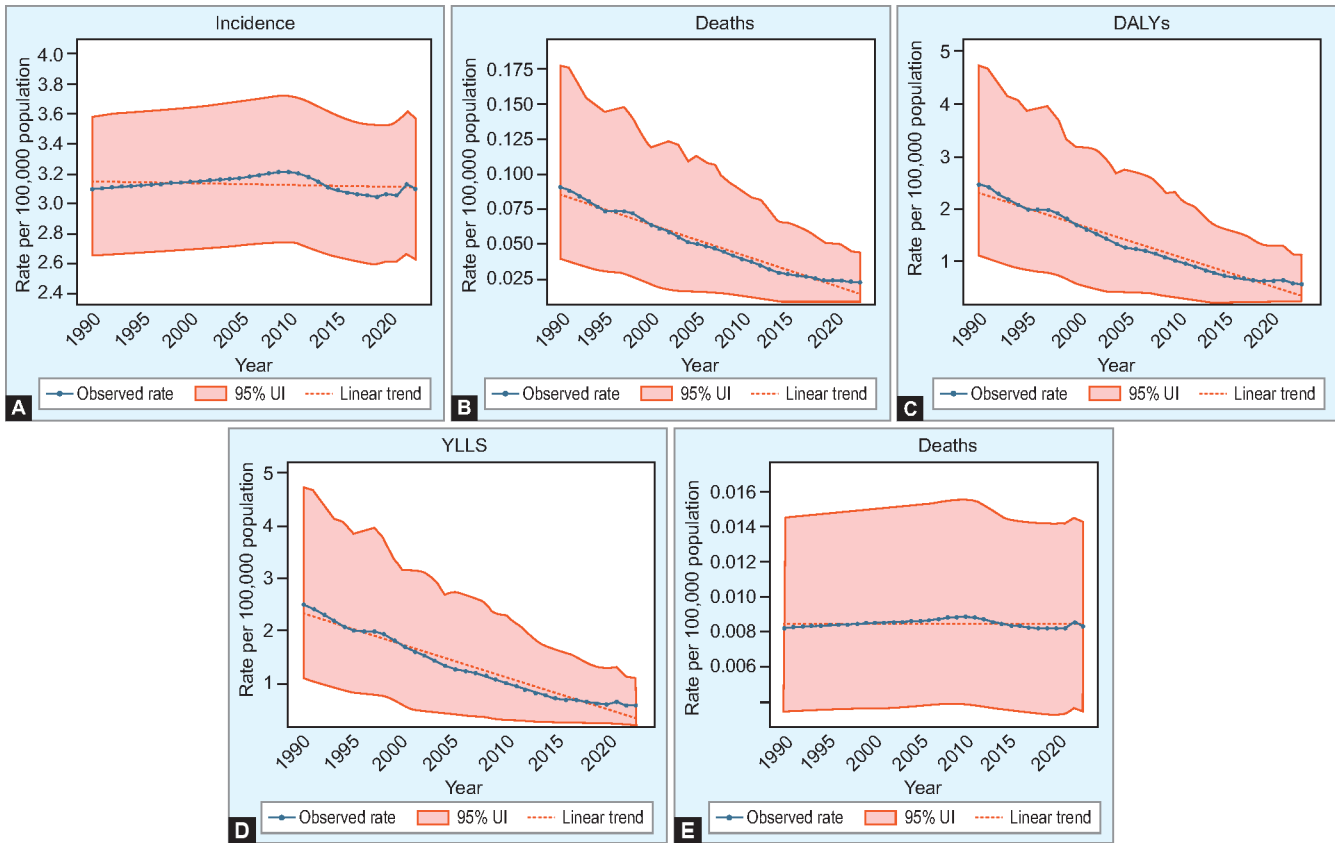 Incidence
Rate per 100,000 population
4.0
3.8
3.6
3.4
3.2
3.0
2.8
2.6
2.4
1990 1995 2000 2005 2010 2015 2020
Year
Observed rate 95% UI Linear trend
A
Deaths
Rate per 100,000 population
0.175
0.150
0.125
0.100
0.075
0.050
0.025
1990 1995 2000 2005 2010 2015 2020
Year
Observed rate 95% UI Linear trend
B
DALYs
Rate per 100,000 population
5
4
3
2
1
1990 1995 2000 2005 2010 2015 2020
Year
Observed rate 95% UI Linear trend
C
YLLS
Rate per 100,000 population
5
4
3
2
1
1990 1995 2000 2005 2010 2015 2020
Year
Observed rate 95% UI Linear trend
D
Deaths
Rate per 100,000 population
0.016
0.014
0.012
0.010
0.008
0.006
1990 1995 2000 2005 2010 2015 2020
Year
Observed rate 95% UI Linear trend
E